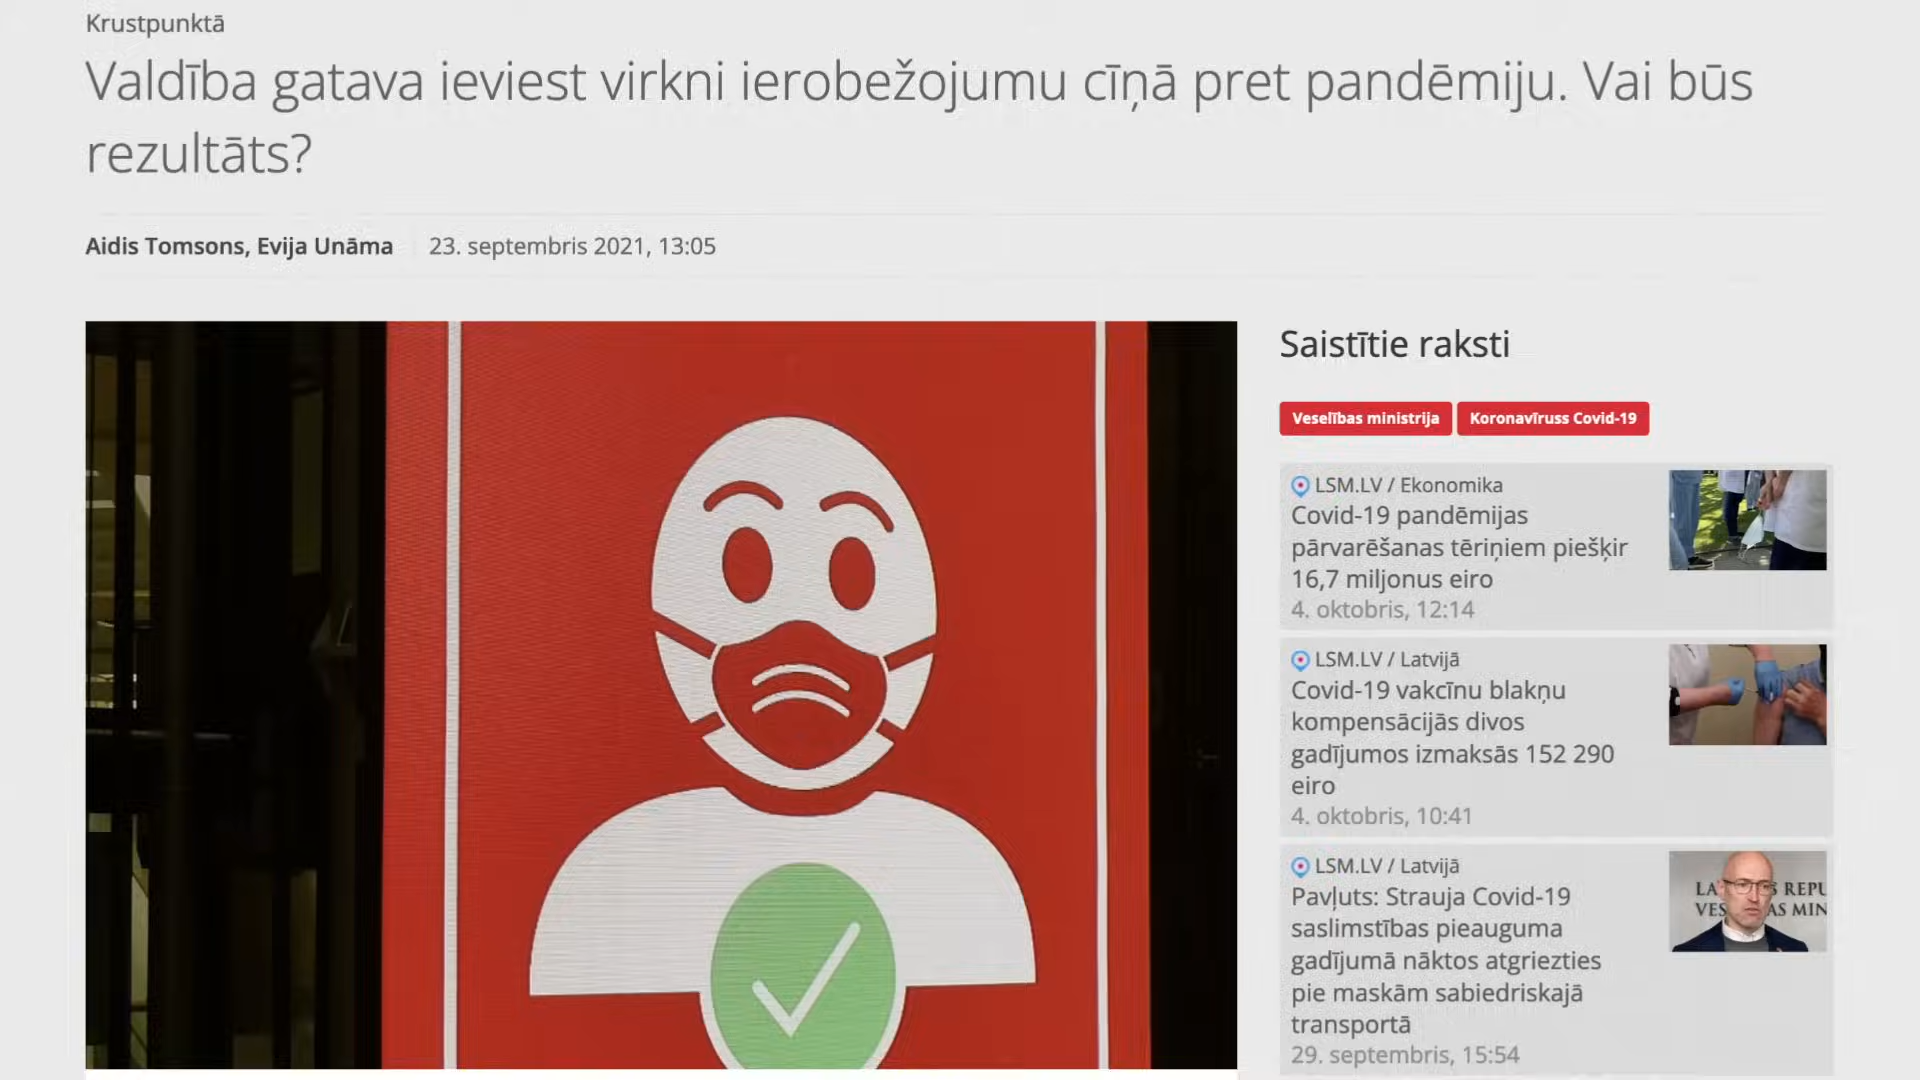 Krustpunktā
Valdība gatava ieviest virkni ierobežojumu cīņā pret pandēmiju. Vai būs
rezultāts?
Aidis Tomsons, Evija Unāma 23. septembris 2021, 13:05
Saistītie raksti
Veselības ministrija Koronavīruss Covid-19
LSM.LV / Ekonomika
Covid-19 pandēmijas
pārvarēšanas tēriņiem piešķir
16,7 miljonus eiro
4. oktobris, 12:14
LSM.LV / Latvijā
Covid-19 vakcīnu blakņu
kompensācijās divos
gadījumos izmaksās 152 290
eiro
4. oktobris, 10:41
LSM.LV / Latvijā
Pavļuts: Strauja Covid-19
saslimstības pieauguma
gadījumā nāktos atgriezties
pie maskām sabiedriskajā
transportā
29. septembris, 15:54